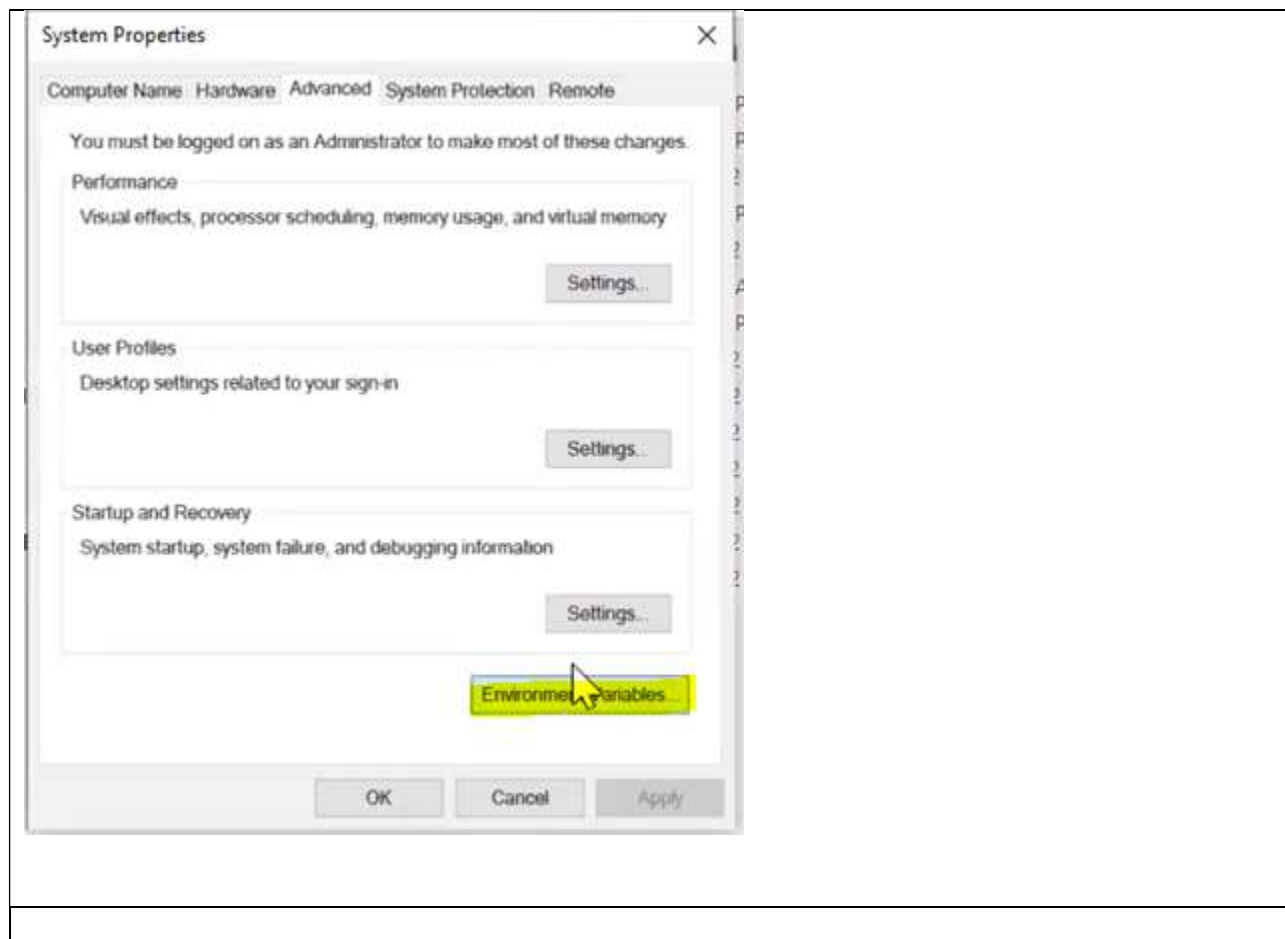 System Properties
Computer Name Hardware Advanced System Protection Remote
You must be logged on as an Administrator to make most of these changes.
Performance
Visual effects, processor scheduling, memory usage, and virtual memory
Settings...
User Profiles
Desktop settings related to your sign-in
Settings...
Startup and Recovery
System startup, system failure, and debugging information
Settings...
Environment Variables...
OK Cancel Apply